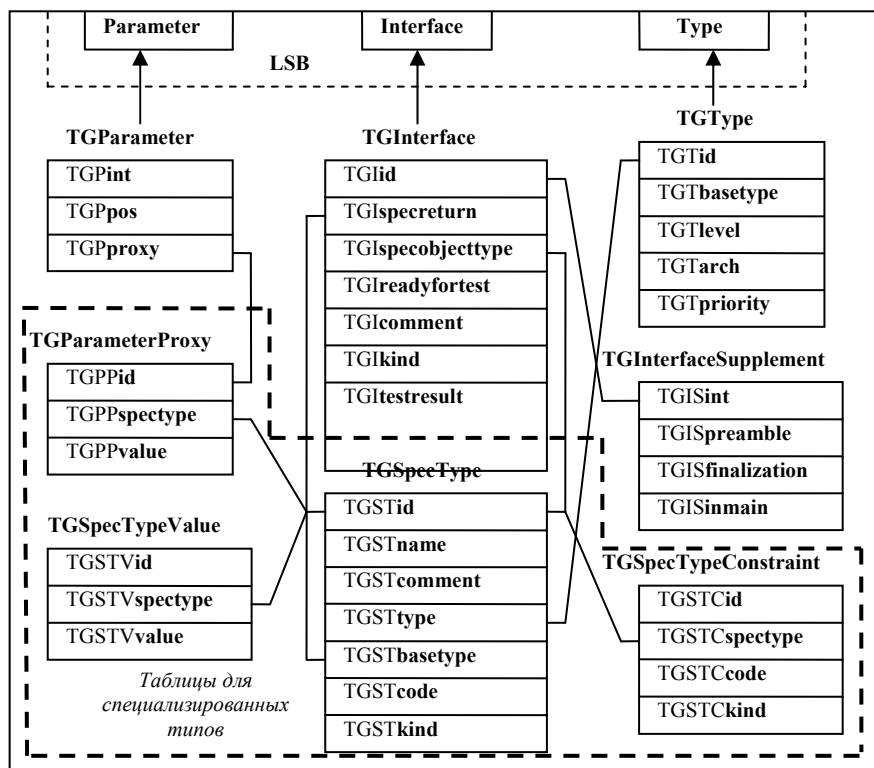 Parameter
Interface
Type
LSB
TGParameter
TGPint
TGPpos
TGPproxy
TGInterface
TGIid
TGIspecreturn
TGIspecobjecttype
TGIreadyfortest
TGIcomment
TGIkind
TGItestresult
TGType
TGTid
TGTbasetype
TGTlevel
TGTarch
TGTpriority
TGParameterProxy
TGPPid
TGPPspectype
TGPPvalue
TGInterfaceSupplement
TGISint
TGISpreamble
TGISfinalization
TGISinmain
TGSpecTypeValue
TGSTVid
TGSTVspectype
TGSTVvalue
TGSpecType
TGSTid
TGSTname
TGSTcomment
TGSTtype
TGSTbasetype
TGSTcode
TGSTkind
TGSpecTypeConstraint
TGSTCid
TGSTCspectype
TGSTCcode
TGSTCkind
Таблицы для
специализированных
типов